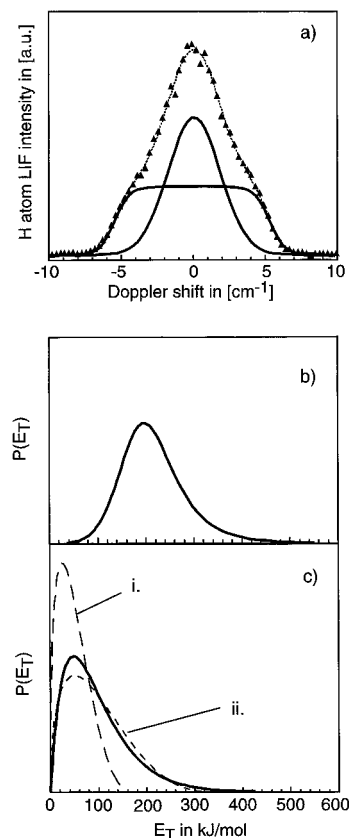 a)
H atom LIF intensity in [a.u.]
-10 -5 0 5 10
Doppler shift in [cm-1]
b)
P(ET)
c)
i.
ii.
P(ET)
0 100 200 300 400 500 600
ET in kJ/mol